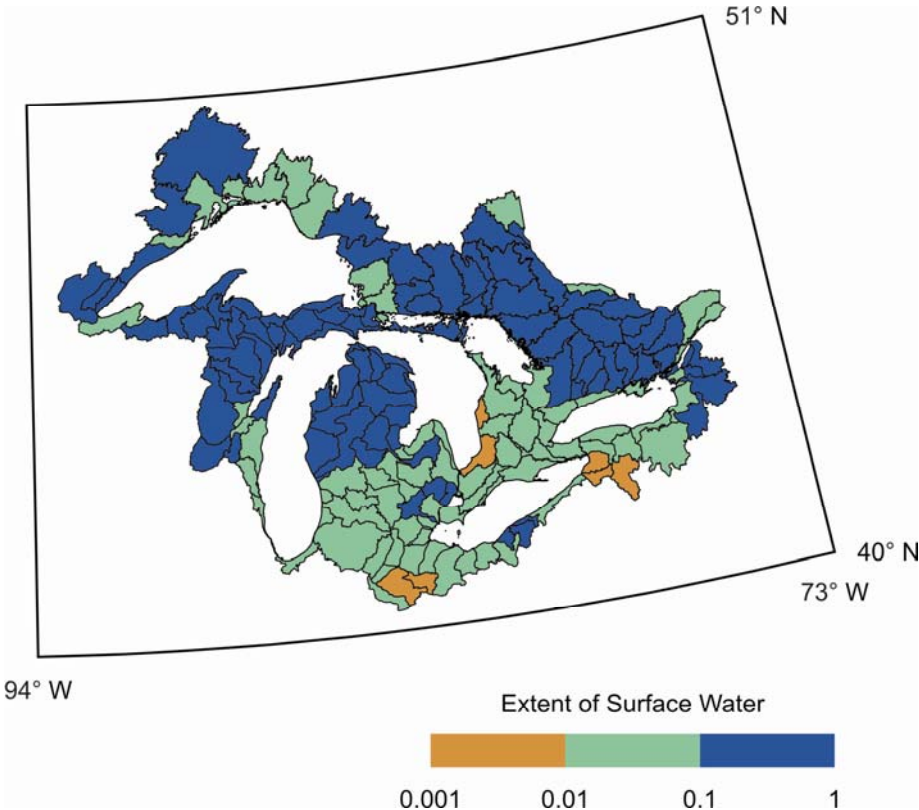 51° N
40° N
73° W
94° W
Extent of Surface Water
0.001 0.01 0.1 1